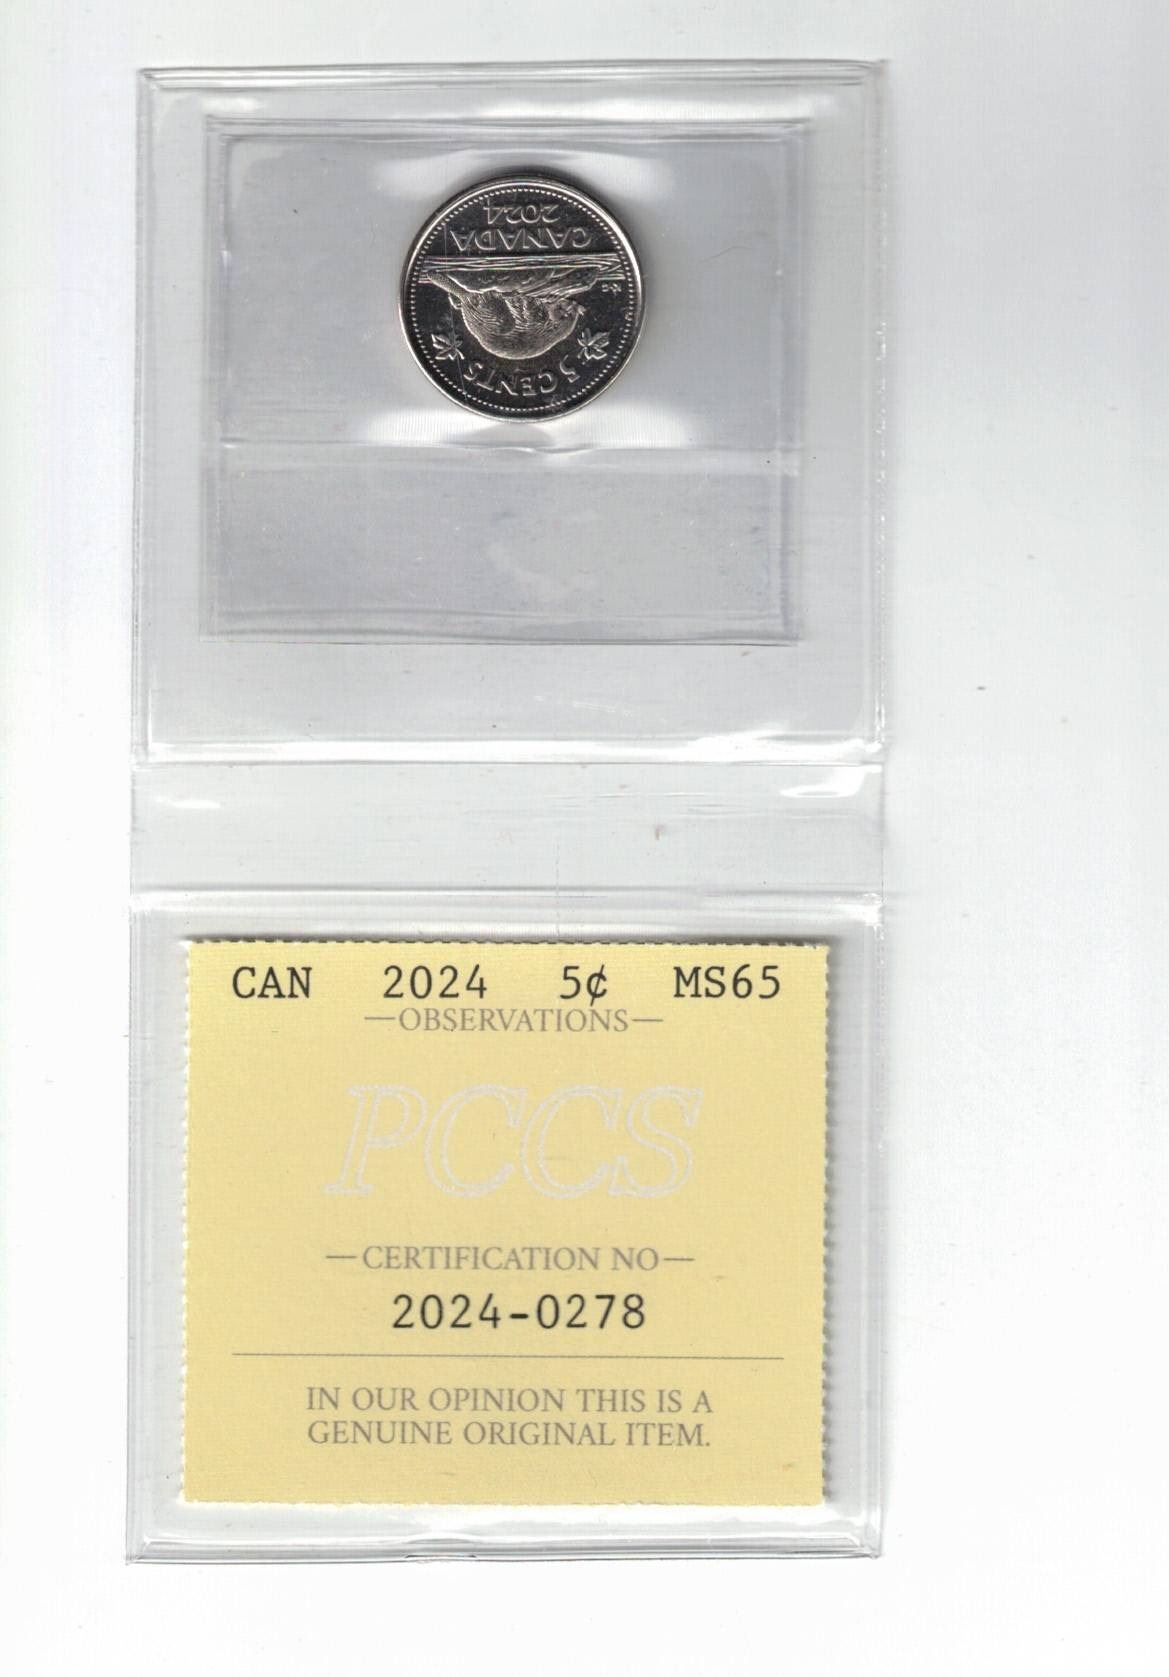 5 CENTS
K·G
CANADA
2024
CAN 2024 5¢ MS65
—OBSERVATIONS—
PCCS
—CERTIFICATION NO—
2024-0278
IN OUR OPINION THIS IS A
GENUINE ORIGINAL ITEM.